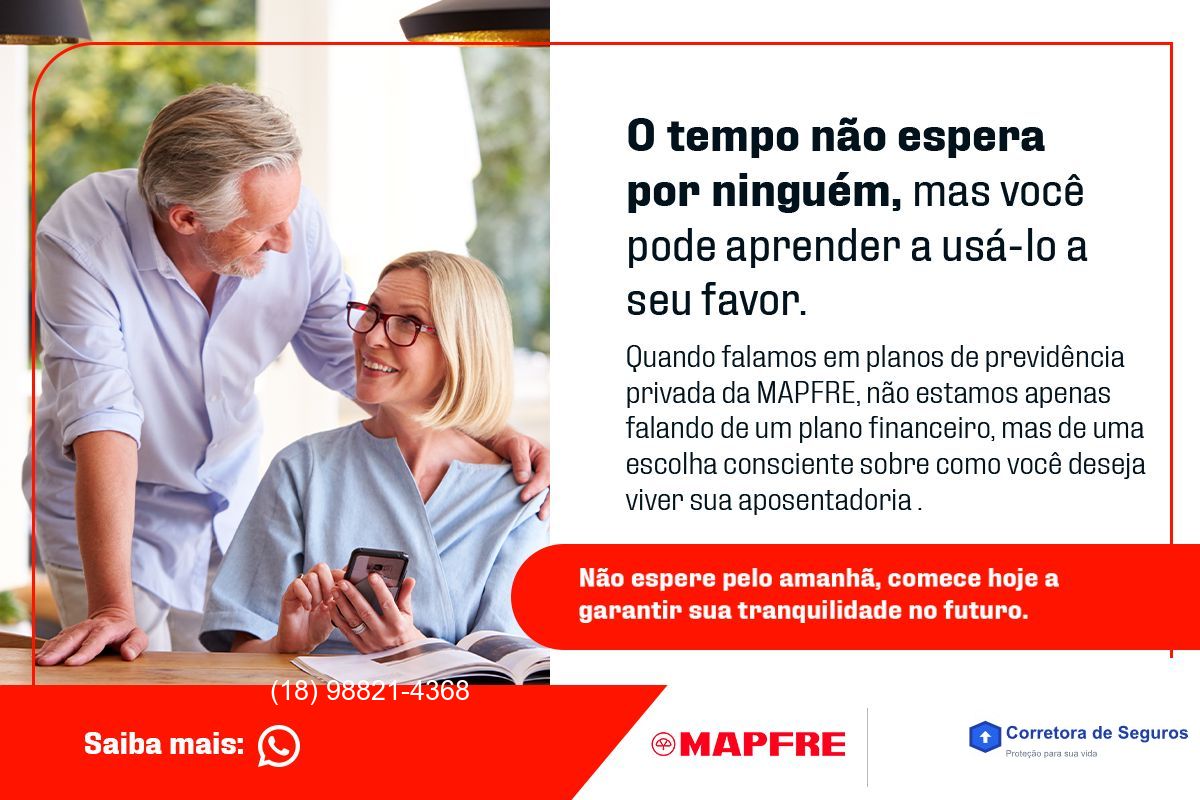 O tempo não espera
por ninguém, mas você
pode aprender a usá-lo a
seu favor.
Quando falamos em planos de previdência
privada da MAPFRE, não estamos apenas
falando de um plano financeiro, mas de uma
escolha consciente sobre como você deseja
viver sua aposentadoria .
Não espere pelo amanhã, comece hoje a
garantir sua tranquilidade no futuro.
(18) 98821-4368
Saiba mais:
MAPFRE
Corretora de Seguros
Proteção para sua vida